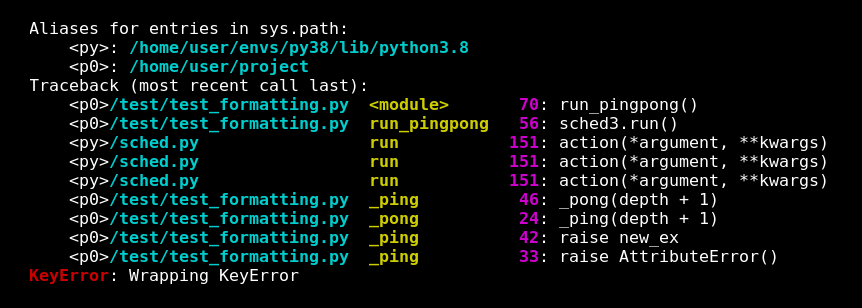 Aliases for entries in sys.path:
    <py>: /home/user/envs/py38/lib/python3.8
    <p0>: /home/user/project
Traceback (most recent call last):
    <p0>/test/test_formatting.py  <module>       70: run_pingpong()
    <p0>/test/test_formatting.py  run_pingpong   56: sched3.run()
    <py>/sched.py                 run           151: action(*argument, **kwargs)
    <py>/sched.py                 run           151: action(*argument, **kwargs)
    <py>/sched.py                 run           151: action(*argument, **kwargs)
    <p0>/test/test_formatting.py  _ping          46: _pong(depth + 1)
    <p0>/test/test_formatting.py  _pong          24: _ping(depth + 1)
    <p0>/test/test_formatting.py  _ping          42: raise new_ex
    <p0>/test/test_formatting.py  _ping          33: raise AttributeError()
KeyError: Wrapping KeyError